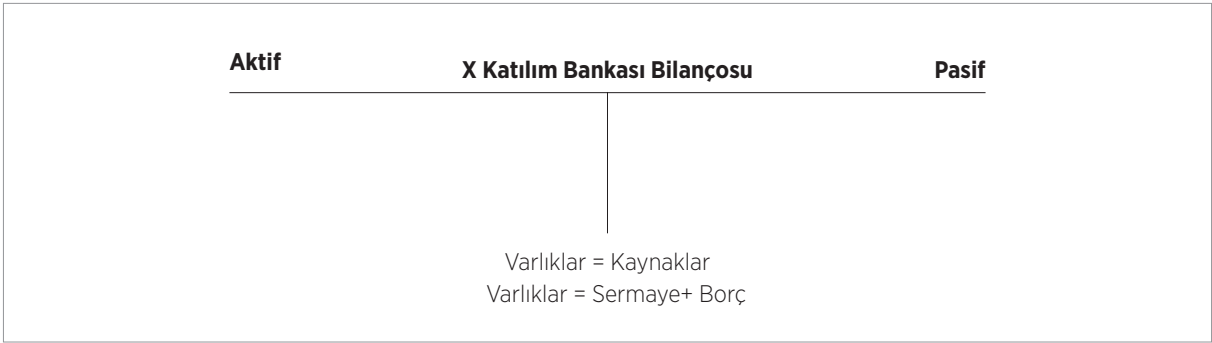 Aktif X Katılım Bankası Bilançosu Pasif
Varlıklar = Kaynaklar
Varlıklar = Sermaye+ Borç